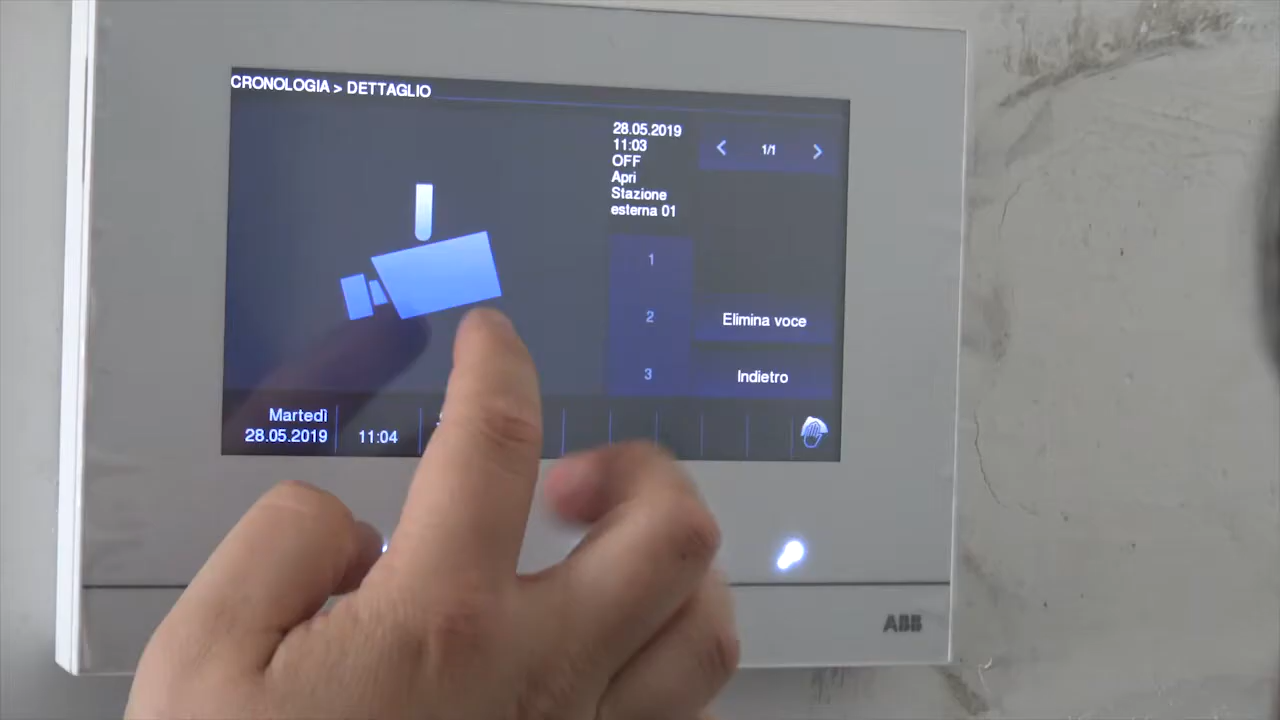 CRONOLOGIA > DETTAGLIO
28.05.2019
11:03
OFF
Apri
Stazione
esterna 01
< 1/1 >
1
2
3
Elimina voce
Indietro
Martedì
28.05.2019
11:04
ABB